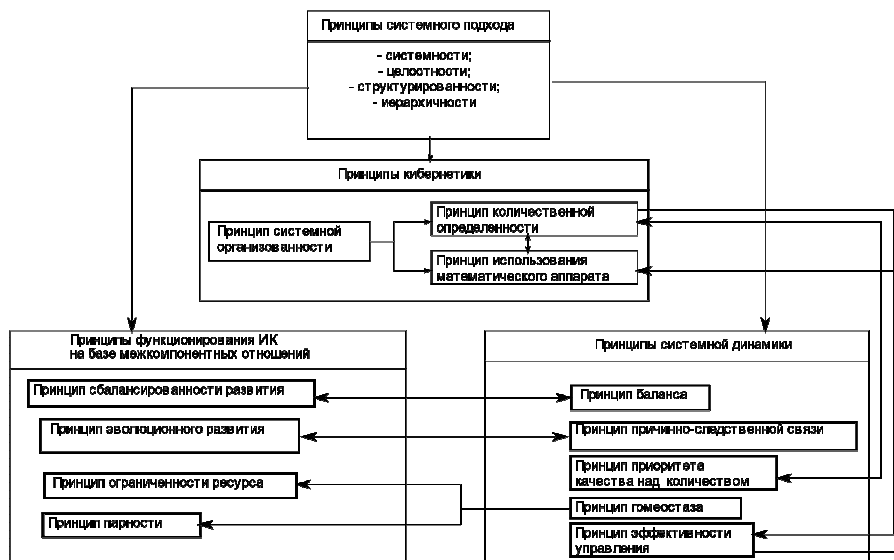 Принципы системного подхода
- системности;
- целостности;
- структурированности;
- иерархичности
Принципы кибернетики
Принцип системной
организованности
Принцип количественной
определенности
Принцип использования
математического аппарата
Принципы функционирования ИК
на базе межкомпонентных отношений
Принцип сбалансированности развития
Принцип эволюционного развития
Принцип ограниченности ресурса
Принцип парности
Принципы системной динамики
Принцип баланса
Принцип причинно-следственной связи
Принцип приоритета
качества над количеством
Принцип гомеостаза
Принцип эффективности
управления